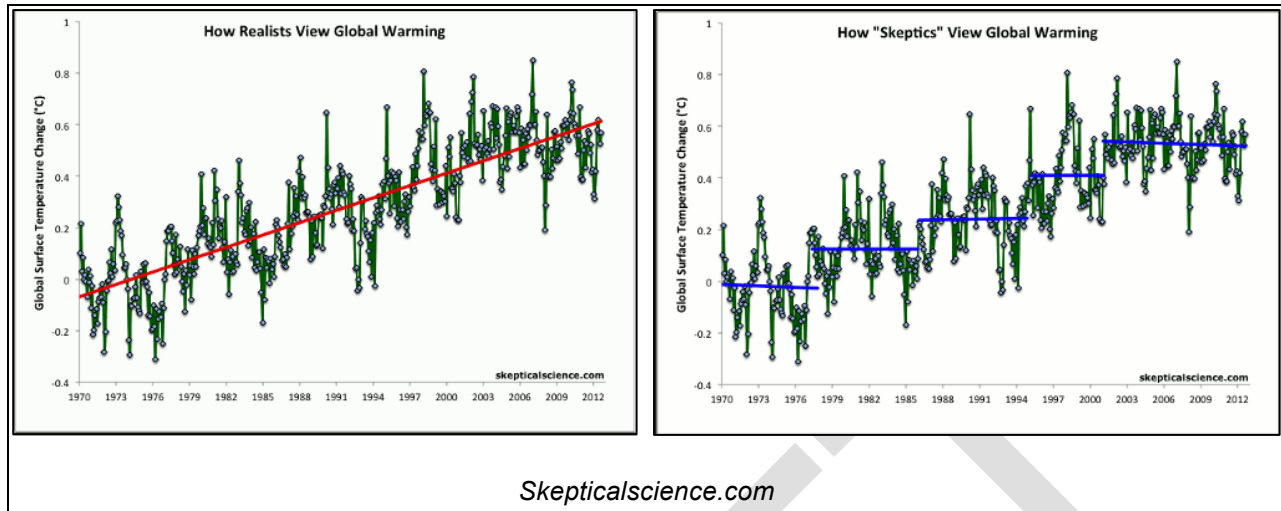 How Realists View Global Warming
Global Surface Temperature Change (°C)
1
0.8
0.6
0.4
0.2
0
-0.2
-0.4
skepticalscience.com
1970 1973 1976 1979 1982 1985 1988 1991 1994 1997 2000 2003 2006 2009 2012
How "Skeptics" View Global Warming
Global Surface Temperature Change (°C)
1
0.8
0.6
0.4
0.2
0
-0.2
-0.4
skepticalscience.com
1970 1973 1976 1979 1982 1985 1988 1991 1994 1997 2000 2003 2006 2009 2012
Skepticalscience.com